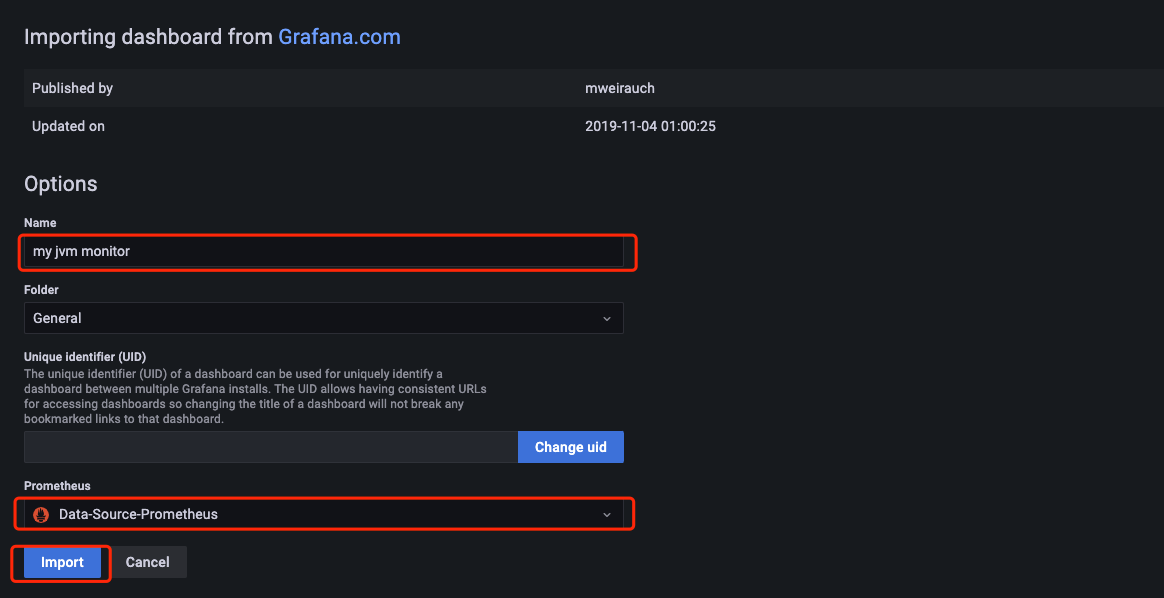 Importing dashboard from Grafana.com
Published by mweirauch
Updated on 2019-11-04 01:00:25
Options
Name
my jvm monitor
Folder
General
Unique identifier (UID)
The unique identifier (UID) of a dashboard can be used for uniquely identify a
dashboard between multiple Grafana installs. The UID allows having consistent URLs
for accessing dashboards so changing the title of a dashboard will not break any
bookmarked links to that dashboard.
Change uid
Prometheus
Data-Source-Prometheus
Import Cancel